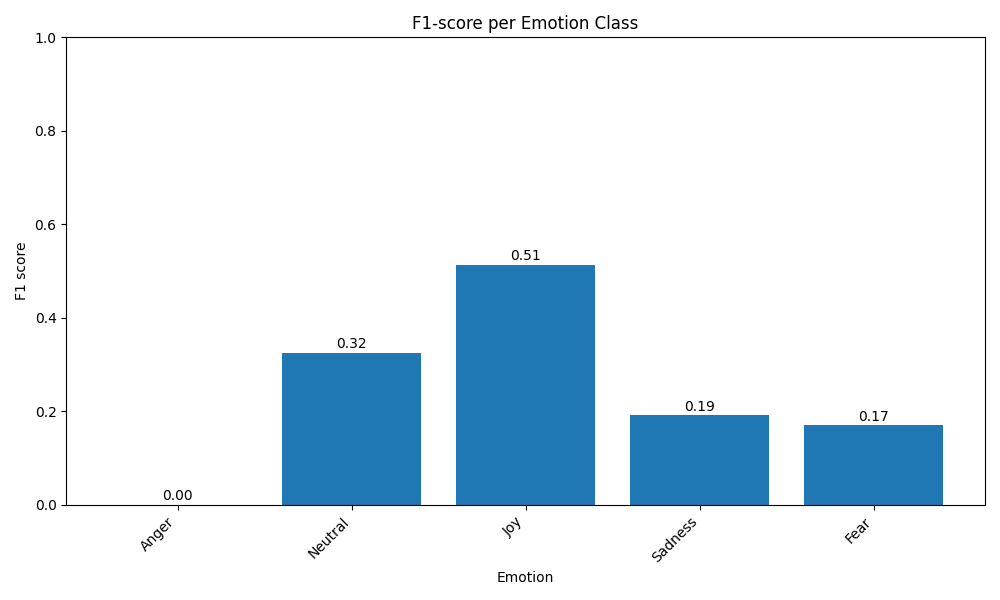 F1-score per Emotion Class
1.0
0.8
0.6
0.4
0.2
0.0
F1 score
0.00
0.32
0.51
0.19
0.17
Anger
Neutral
Joy
Sadness
Fear
Emotion